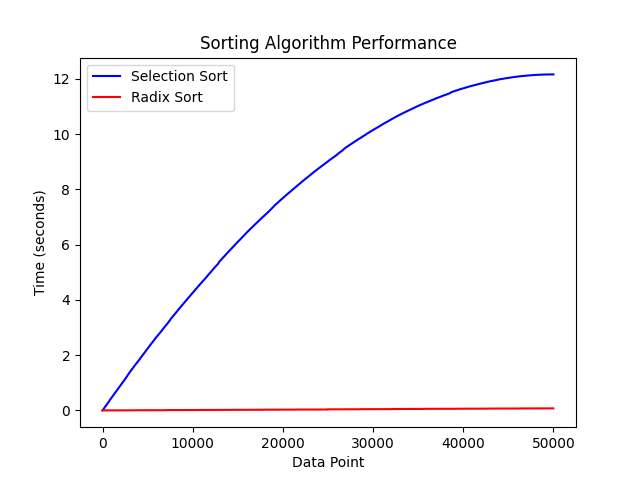 Sorting Algorithm Performance
Selection Sort
Radix Sort
12
10
8
6
4
2
0
Time (seconds)
0 10000 20000 30000 40000 50000
Data Point